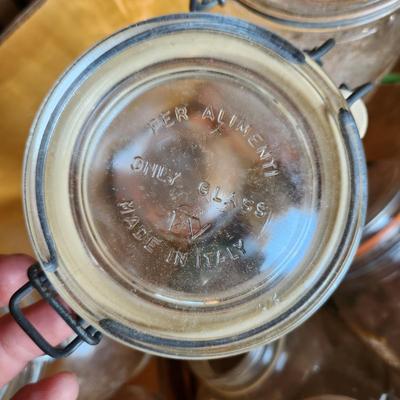 PER ALIMENTI
ONLY GLASS
MADE IN ITALY